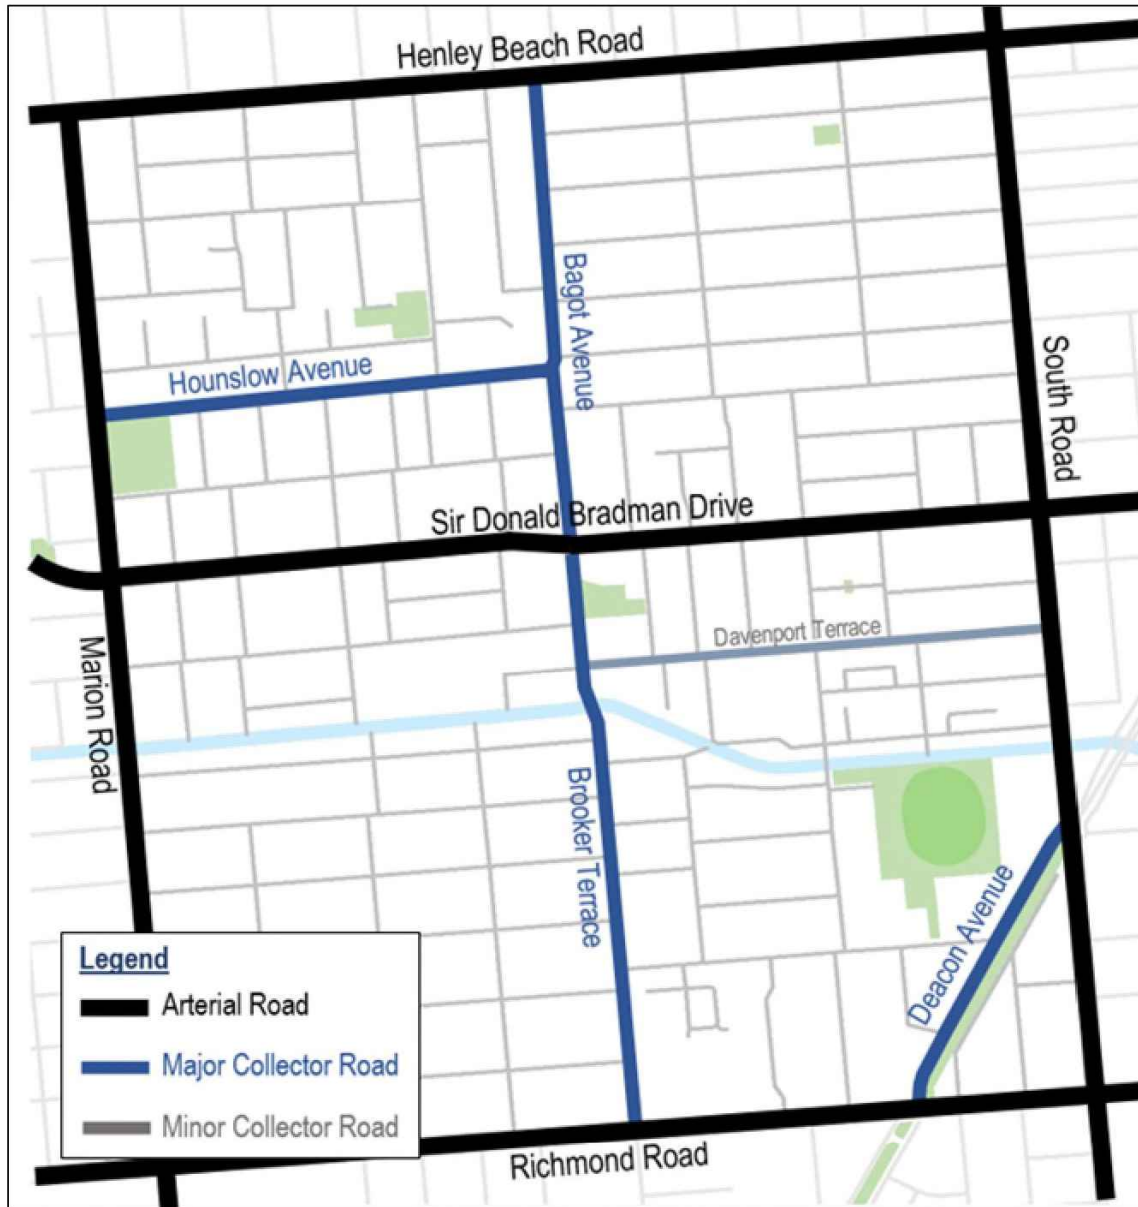 Henley Beach Road
Bagot Avenue
Hounslow Avenue
South Road
Sir Donald Bradman Drive
Davenport Terrace
Marion Road
Brooker Terrace
Deacon Avenue
Legend
Arterial Road
Major Collector Road
Minor Collector Road
Richmond Road